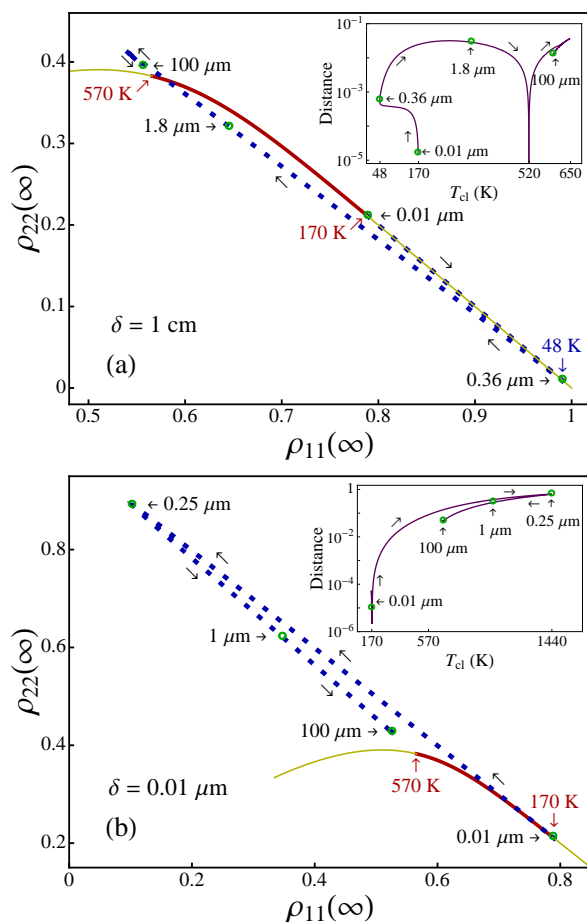 0.4
0.3
0.2
0.1
0
ρ₂₂(∞)
0.5 0.6 0.7 0.8 0.9 1
ρ₁₁(∞)
100 μm
570 K
1.8 μm
0.01 μm
170 K
48 K
0.36 μm
δ = 1 cm
(a)
10⁻¹
10⁻³
10⁻⁵
Distance
48 170 520 650
T_cl (K)
1.8 μm
100 μm
0.36 μm
0.01 μm
0.8
0.6
0.4
0.2
ρ₂₂(∞)
0 0.2 0.4 0.6 0.8
ρ₁₁(∞)
0.25 μm
1 μm
100 μm
570 K
170 K
0.01 μm
δ = 0.01 μm
(b)
1
10⁻²
10⁻⁴
10⁻⁶
Distance
170 570 1440
T_cl (K)
0.25 μm
1 μm
100 μm
0.01 μm